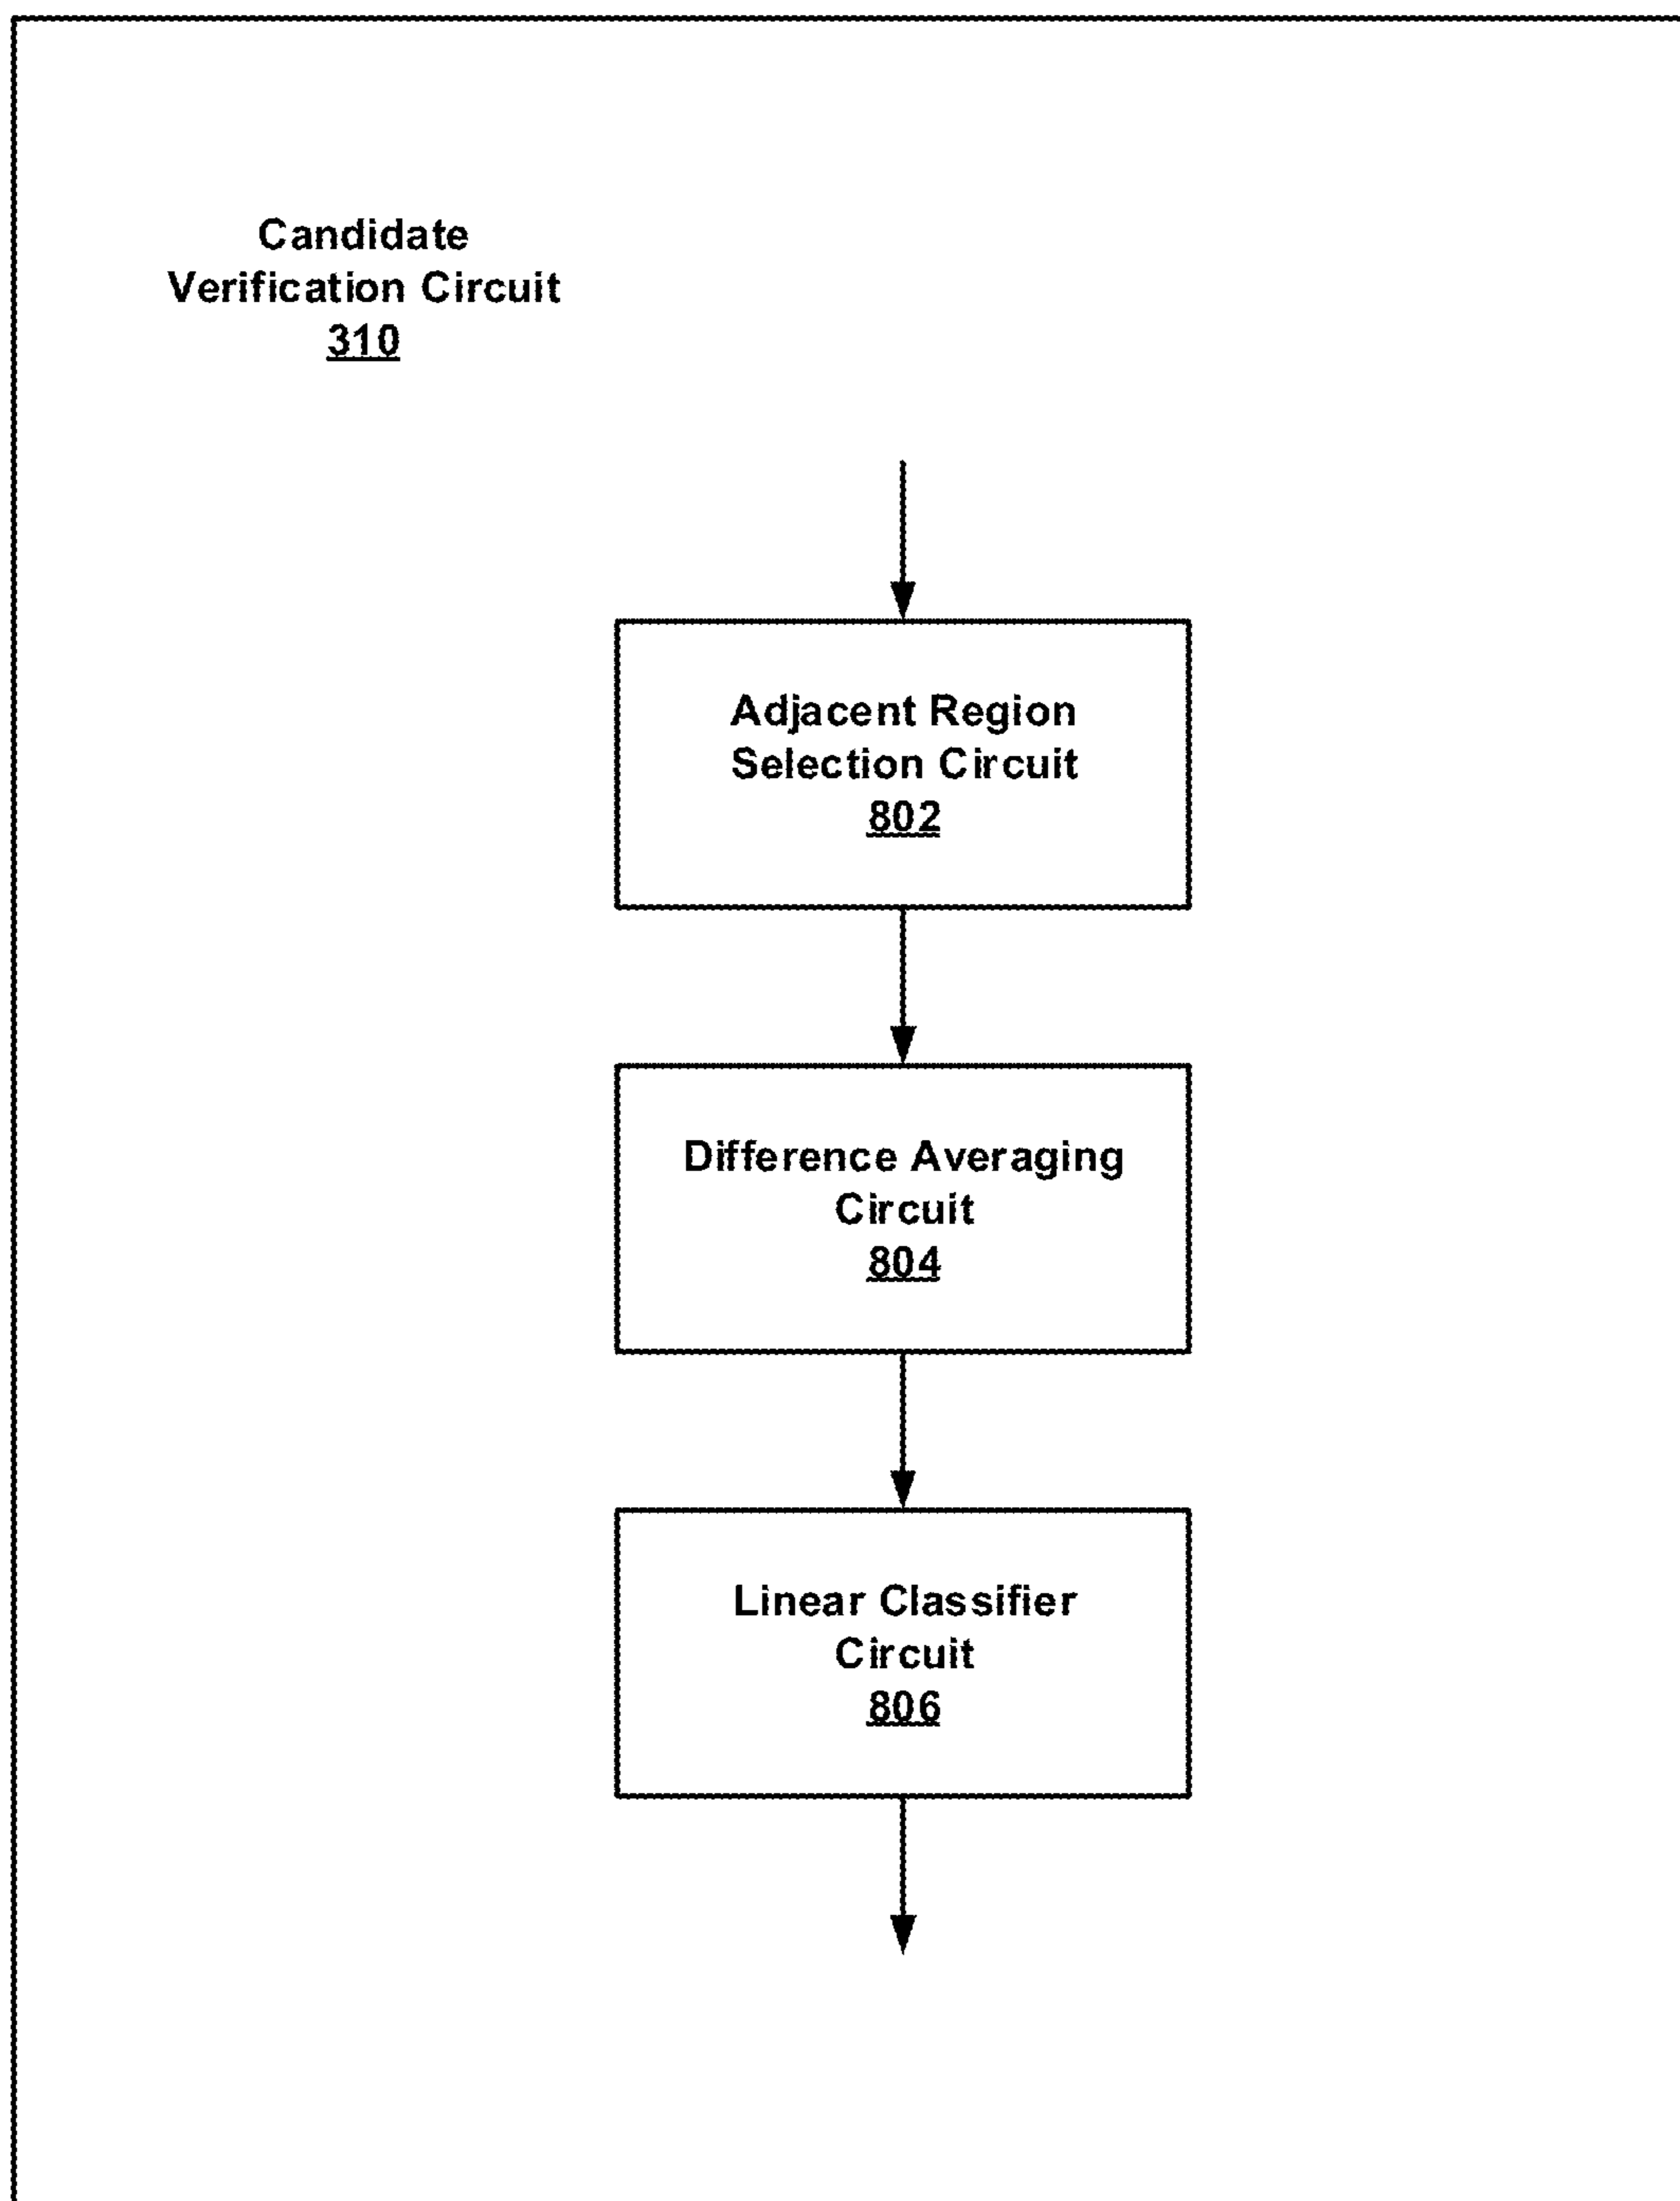 Candidate
Verification Circuit
310
Adjacent Region
Selection Circuit
802
Difference Averaging
Circuit
804
Linear Classifier
Circuit
806